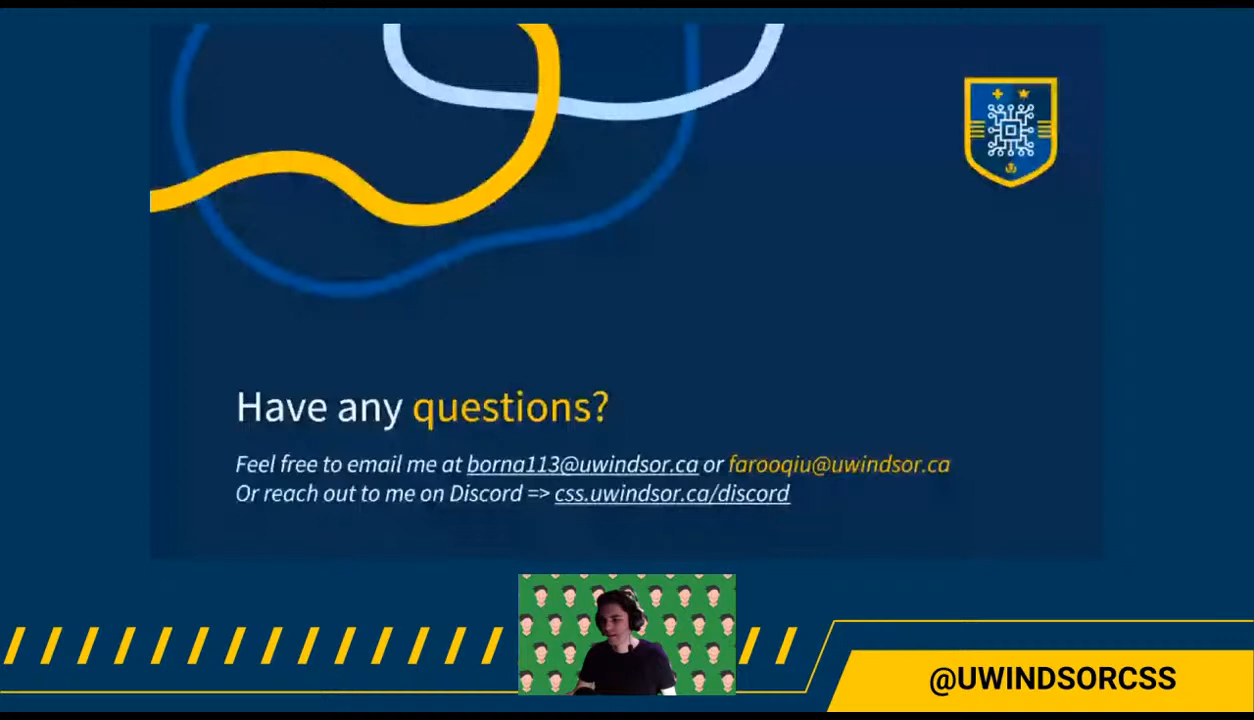 Have any questions?
Feel free to email me at borna113@uwindsor.ca or farooqiu@uwindsor.ca
Or reach out to me on Discord => css.uwindsor.ca/discord
@UWINDSORCSS